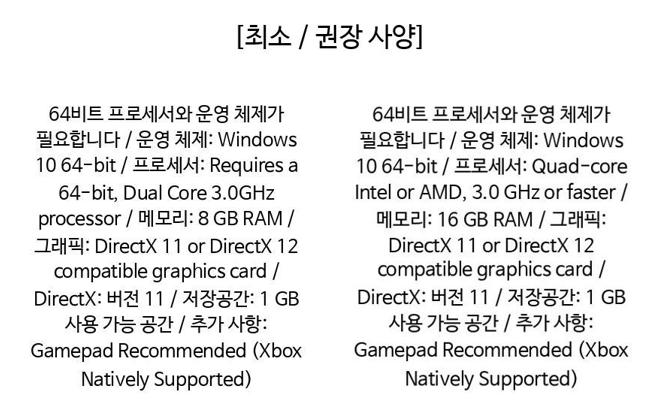 [최소 / 권장 사양]
64비트 프로세서와 운영 체제가
필요합니다 / 운영 체제: Windows
10 64-bit / 프로세서: Requires a
64-bit, Dual Core 3.0GHz
processor / 메모리: 8 GB RAM /
그래픽: DirectX 11 or DirectX 12
compatible graphics card /
DirectX: 버전 11 / 저장공간: 1 GB
사용 가능 공간 / 추가 사항:
Gamepad Recommended (Xbox
Natively Supported)
64비트 프로세서와 운영 체제가
필요합니다 / 운영 체제: Windows
10 64-bit / 프로세서: Quad-core
Intel or AMD, 3.0 GHz or faster /
메모리: 16 GB RAM / 그래픽:
DirectX 11 or DirectX 12
compatible graphics card /
DirectX: 버전 11 / 저장공간: 1 GB
사용 가능 공간 / 추가 사항:
Gamepad Recommended (Xbox
Natively Supported)